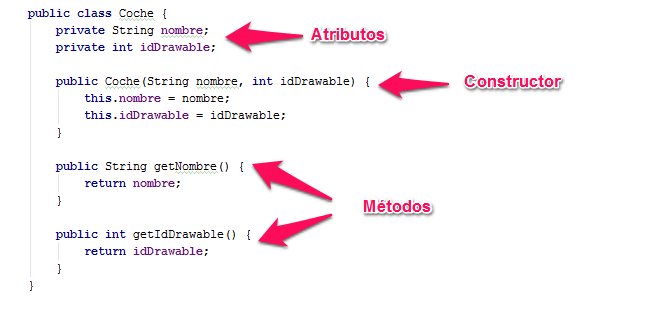 public class Coche {
private String nombre;
private int idDrawable;
Atributos
public Coche(String nombre, int idDrawable) {
Constructor
this.nombre = nombre;
this.idDrawable = idDrawable;
}
public String getNombre() {
return nombre;
}
Métodos
public int getIdDrawable() {
return idDrawable;
}
}